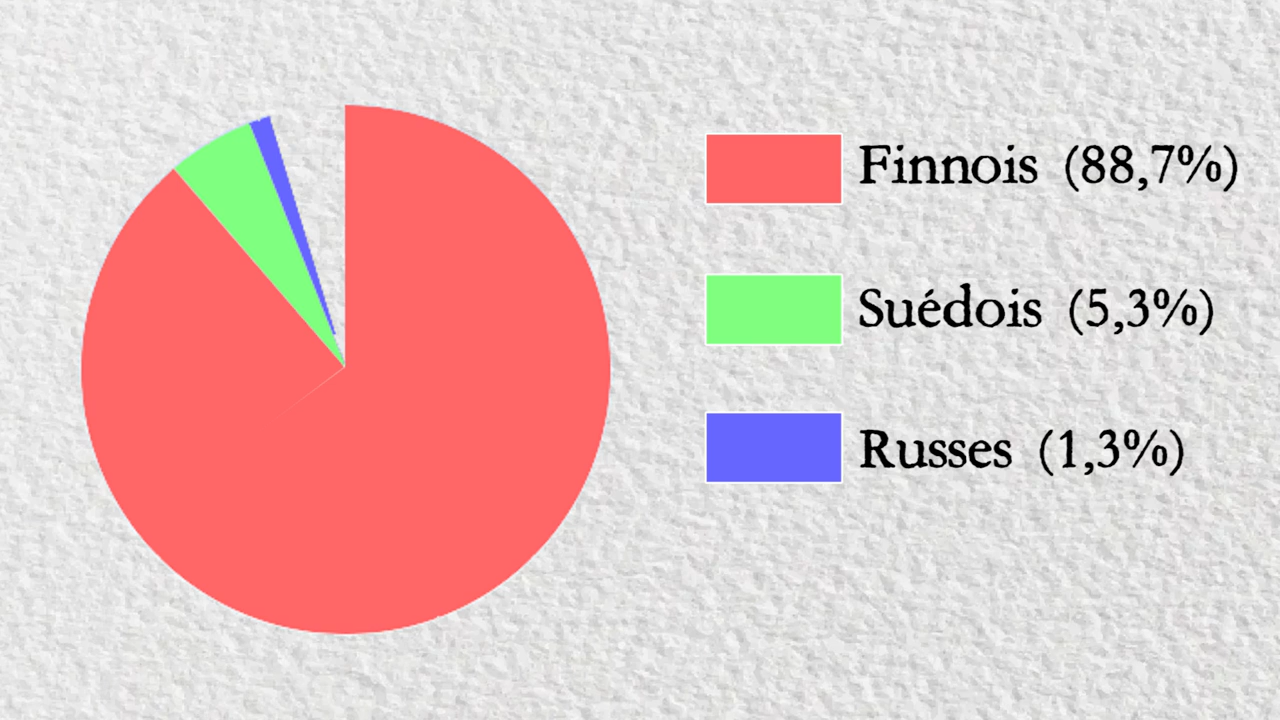 Finnois (88,7%)
Suédois (5,3%)
Russes (1,3%)